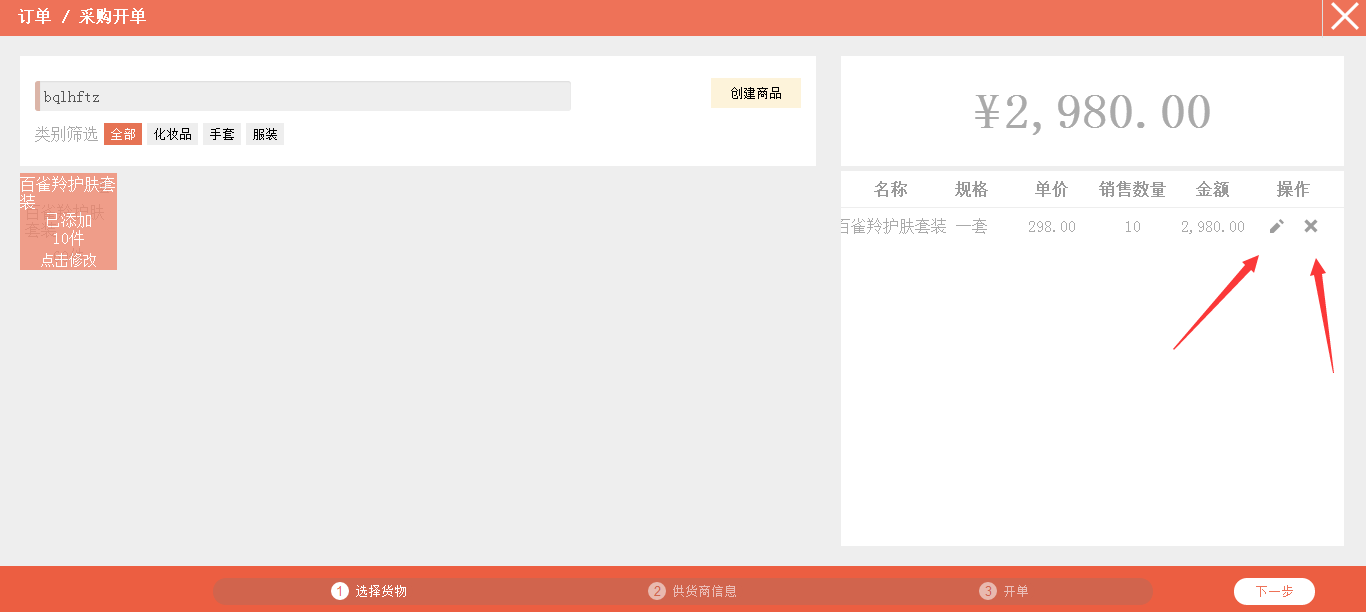 订单 / 采购开单
bqlhftz
创建商品
类别筛选 全部 化妆品 手套 服装
百雀羚护肤套
装
已添加
10件
点击修改
¥2,980.00
名称 规格 单价 销售数量 金额 操作
百雀羚护肤套装 一套 298.00 10 2,980.00
1 选择货物 2 供货商信息 3 开单 下一步